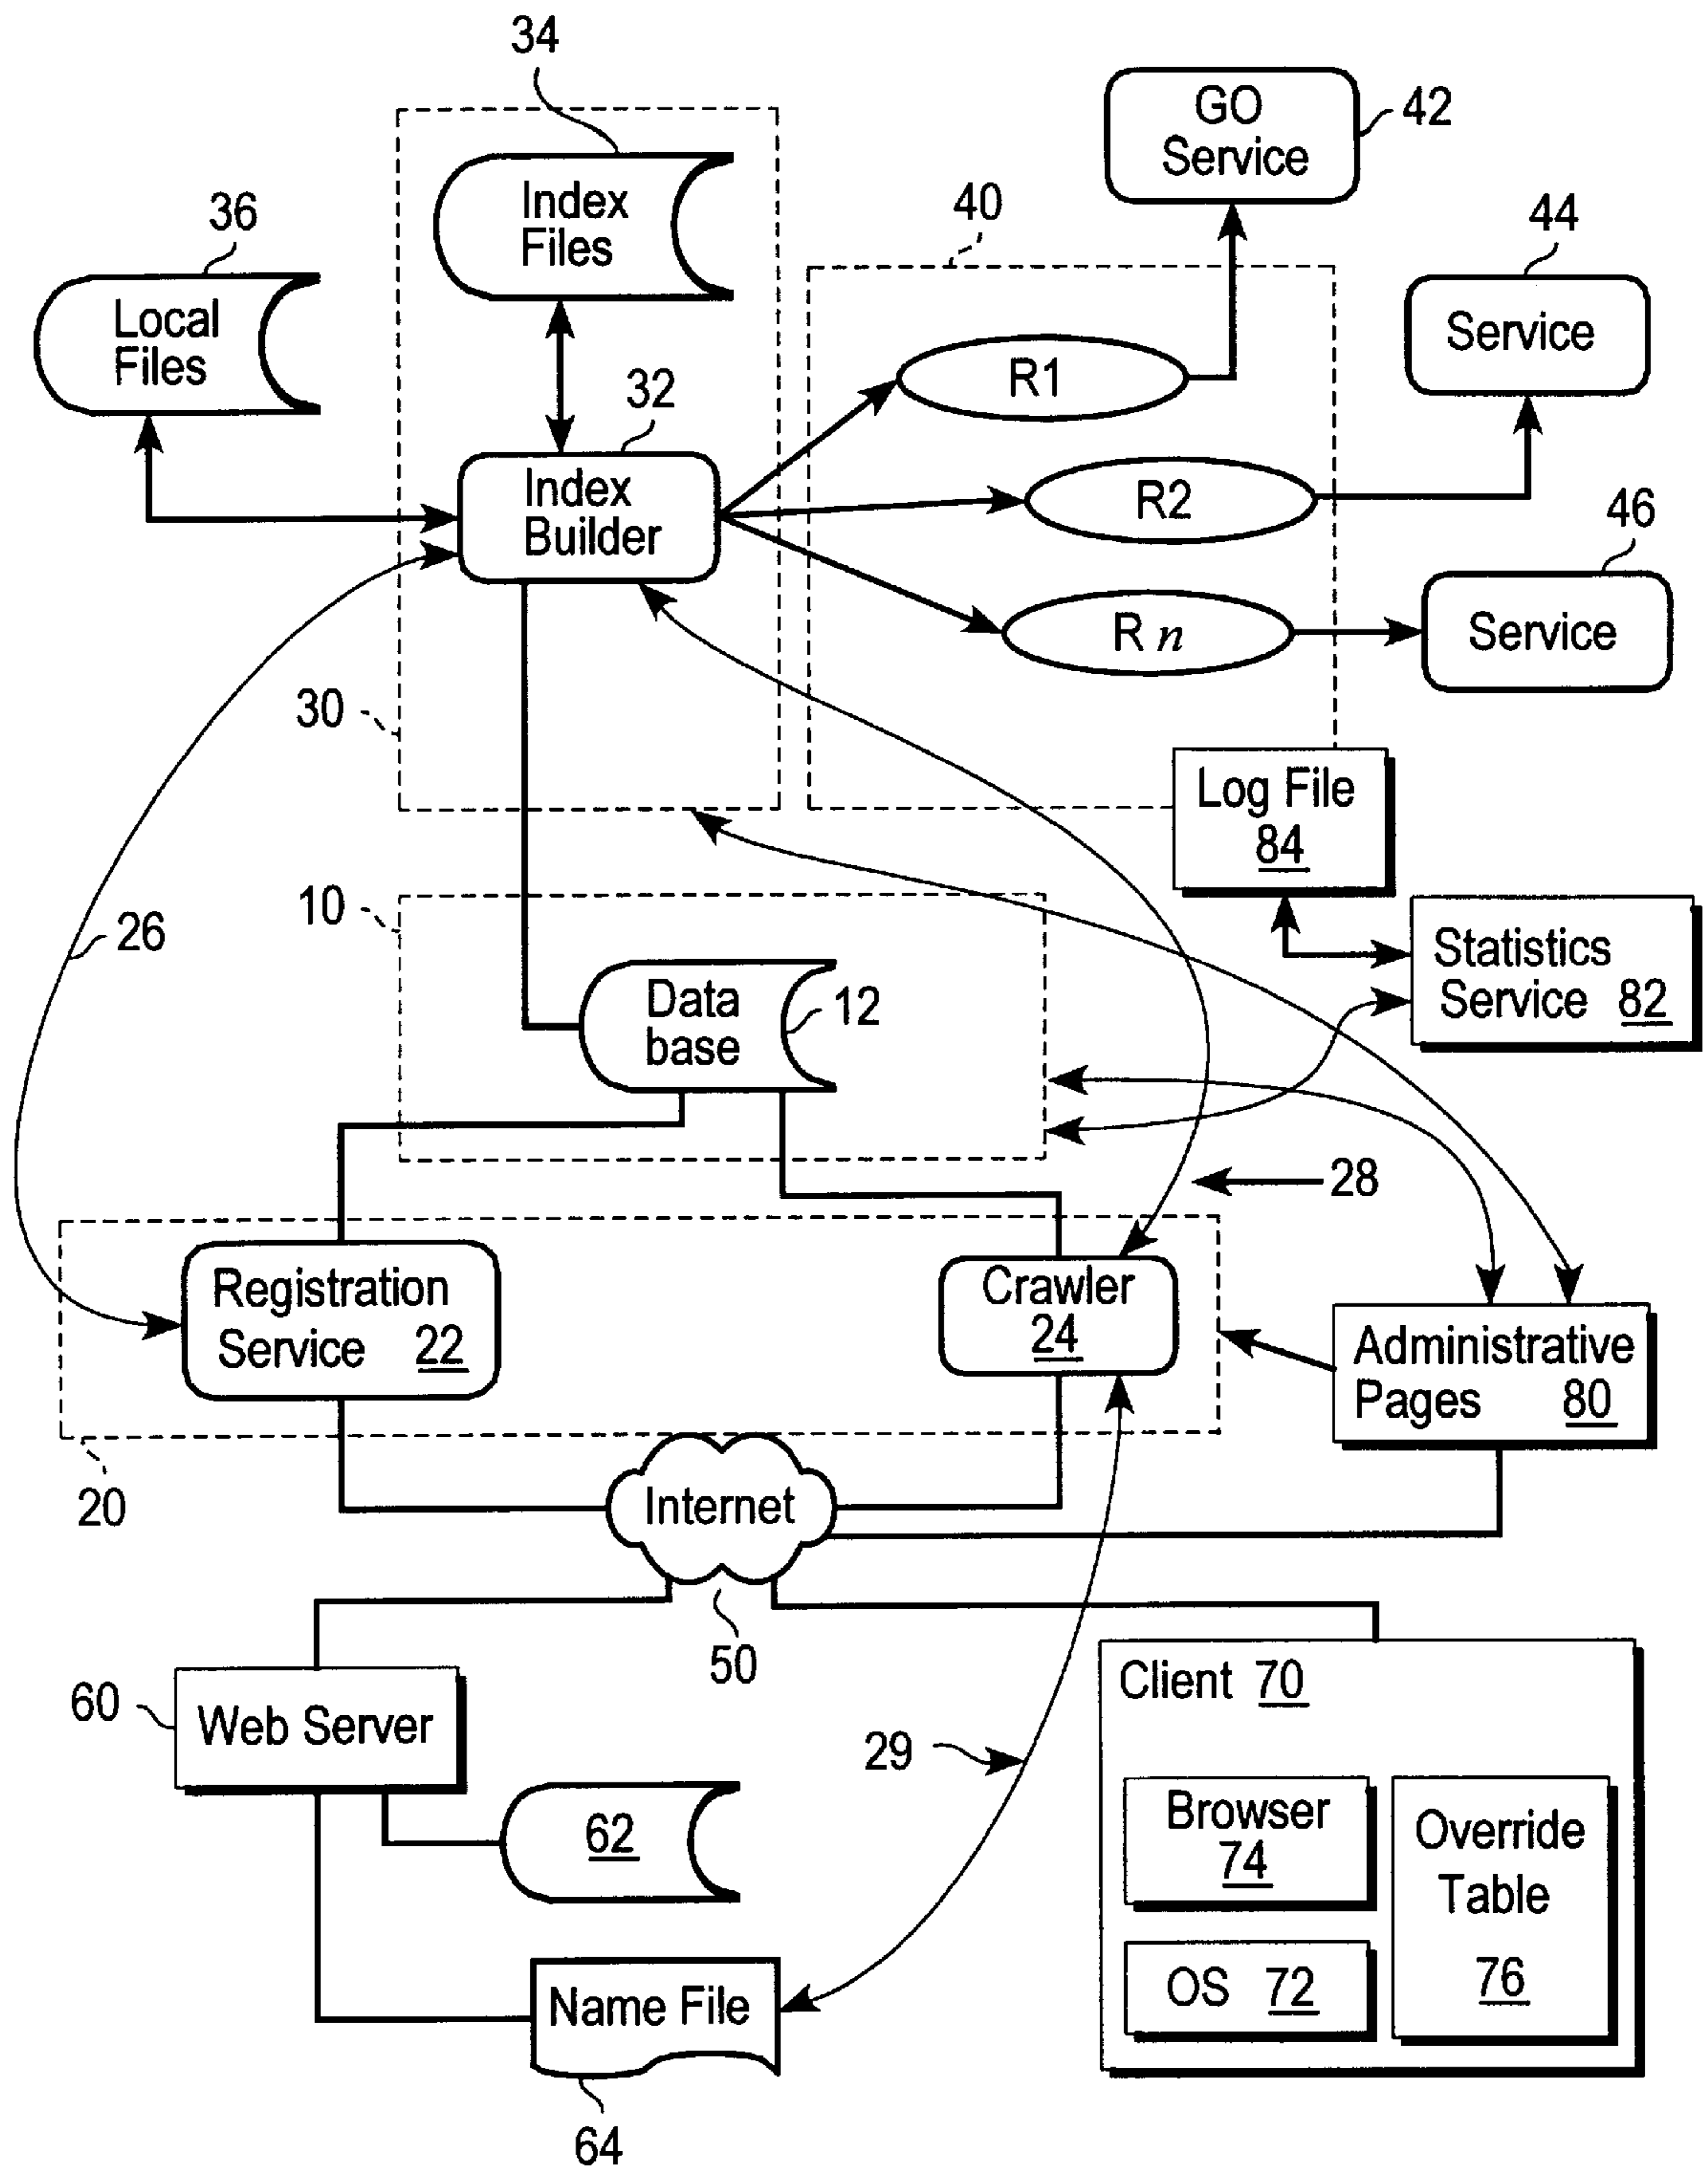 34
GO
Service
42
Index
Files
36
40
44
Local
Files
Service
R1
32
Index
Builder
R2
46
R n
Service
30
Log File
84
10
26
Statistics
Service 82
Data
base
12
28
Registration
Service 22
Crawler
24
Administrative
Pages 80
20
Internet
50
Client 70
60
Web Server
29
Browser
74
Override
Table
76
62
OS 72
Name File
64